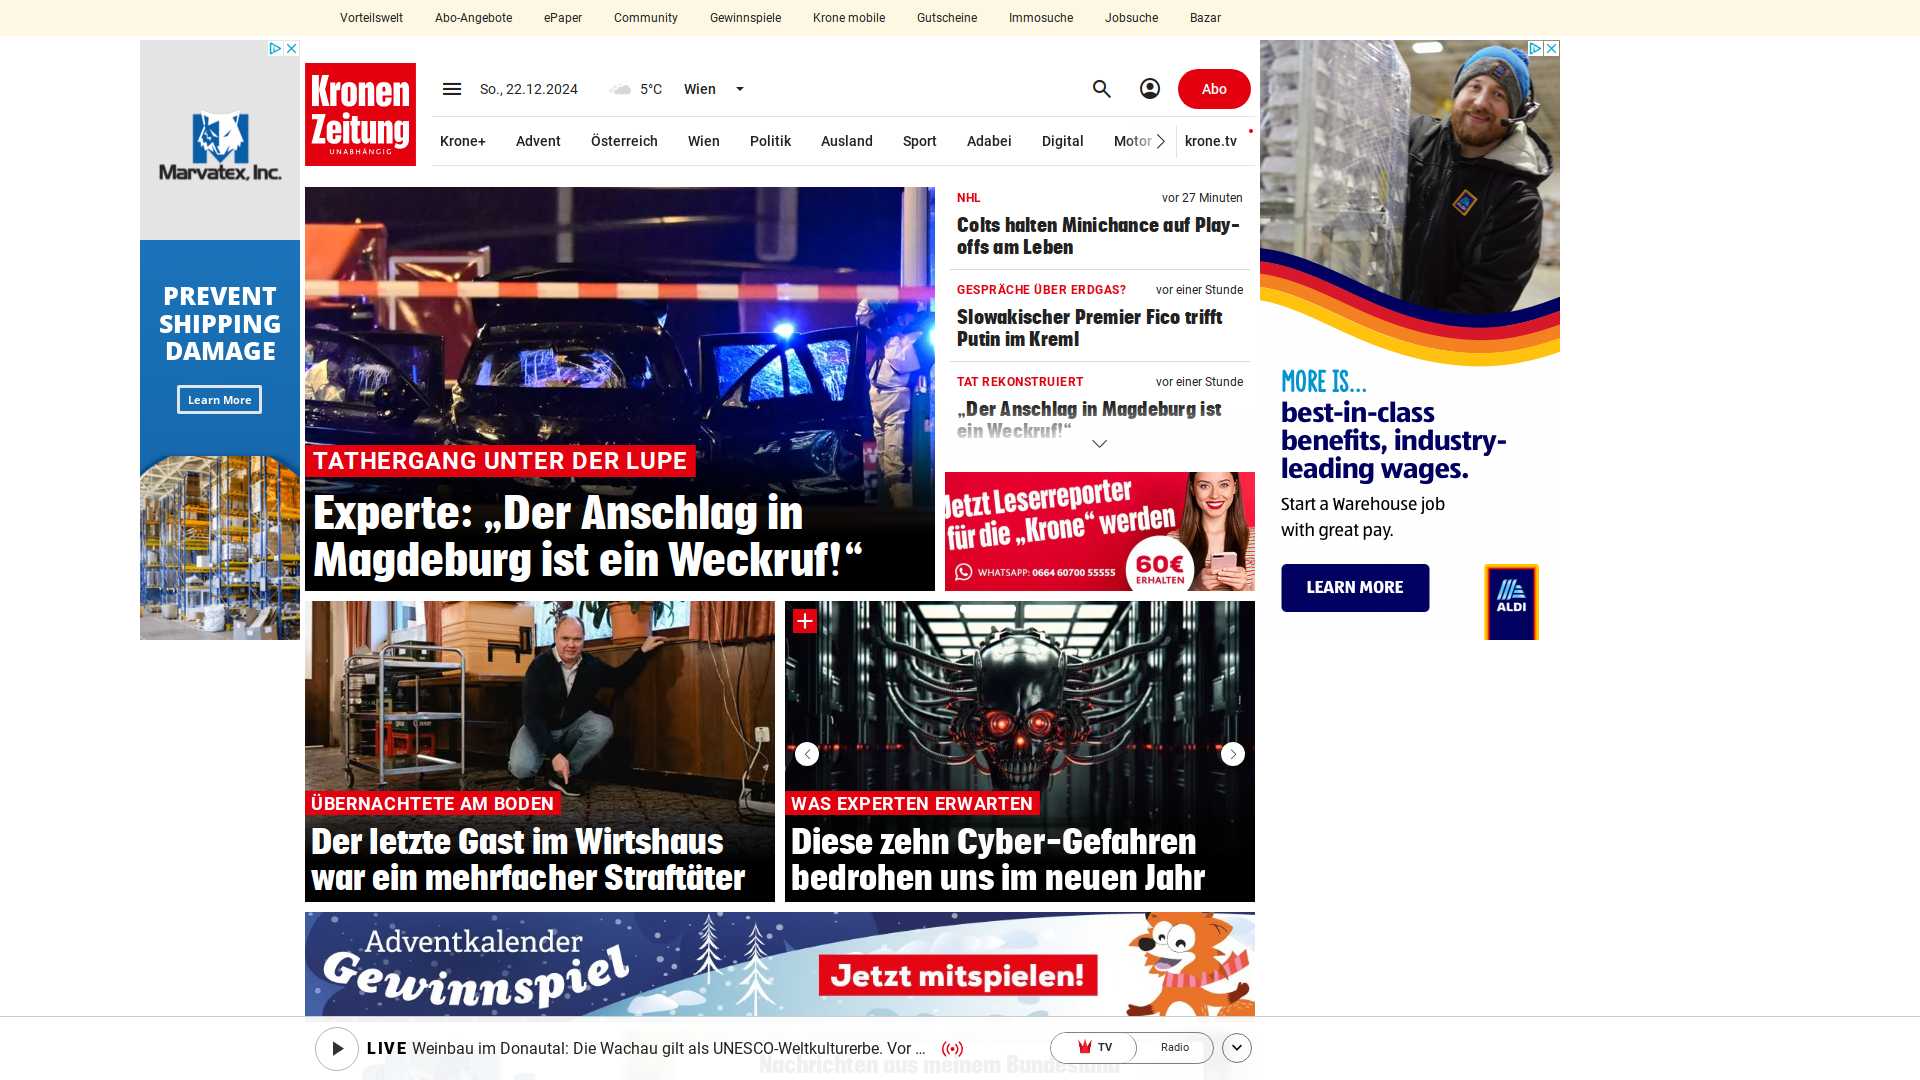 Vorteilswelt
Abo-Angebote
ePaper
Community
Gewinnspiele
Krone mobile
Gutscheine
Immosuche
Jobsuche
Bazar
Marvatex, Inc.
PREVENT
SHIPPING
DAMAGE
Learn More
Kronen
Zeitung
UNABHÄNGIG
So., 22.12.2024
5°C
Wien
Abo
Krone+
Advent
Österreich
Wien
Politik
Ausland
Sport
Adabei
Digital
Motor
krone.tv
TATHERGANG UNTER DER LUPE
Experte: „Der Anschlag in
Magdeburg ist ein Weckruf!“
NHL
vor 27 Minuten
Colts halten Minichance auf Play-
offs am Leben
GESPRÄCHE ÜBER ERDGAS?
vor einer Stunde
Slowakischer Premier Fico trifft
Putin im Kreml
TAT REKONSTRUIERT
vor einer Stunde
„Der Anschlag in Magdeburg ist
ein Weckruf!“
Jetzt Leserreporter
für die „Krone“ werden
WHATSAPP: 0664 60700 55555
60€
ERHALTEN
ÜBERNACHTETE AM BODEN
Der letzte Gast im Wirtshaus
war ein mehrfacher Straftäter
WAS EXPERTEN ERWARTEN
Diese zehn Cyber-Gefahren
bedrohen uns im neuen Jahr
Adventkalender
Gewinnspiel
Jetzt mitspielen!
LIVE Weinbau im Donautal: Die Wachau gilt als UNESCO-Weltkulturerbe. Vor ...
TV
Radio
Nachrichten aus meinem Bundesland
MORE IS...
best-in-class
benefits, industry-
leading wages.
Start a Warehouse job
with great pay.
LEARN MORE
ALDI